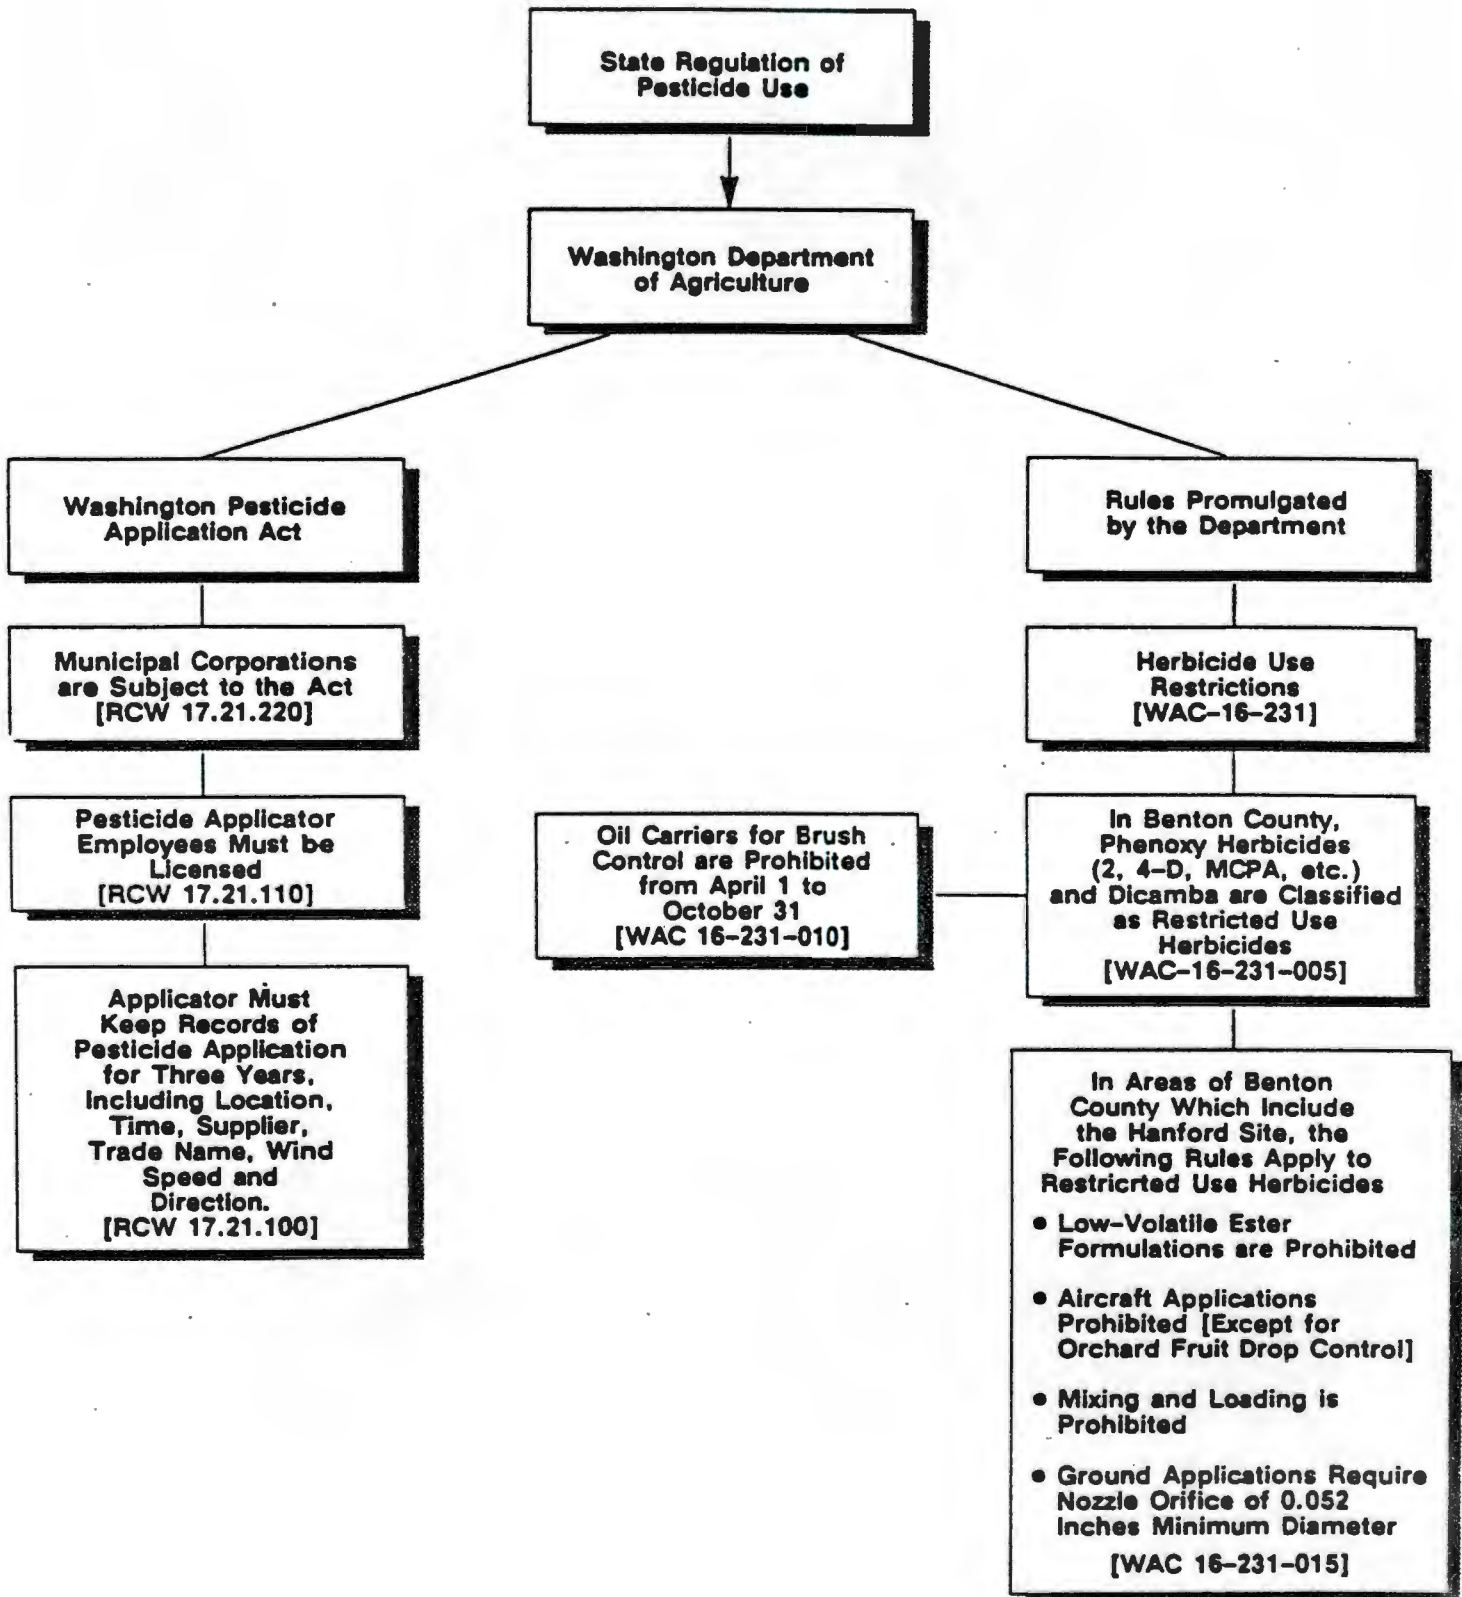 State Regulation of
Pesticide Use
Washington Department
of Agriculture
Washington Pesticide
Application Act
Municipal Corporations
are Subject to the Act
[RCW 17.21.220]
Pesticide Applicator
Employees Must be
Licensed
[RCW 17.21.110]
Applicator Must
Keep Records of
Pesticide Application
for Three Years,
Including Location,
Time, Supplier,
Trade Name, Wind
Speed and
Direction.
[RCW 17.21.100]
Rules Promulgated
by the Department
Herbicide Use
Restrictions
[WAC-16-231]
In Benton County,
Phenoxy Herbicides
(2, 4-D, MCPA, etc.)
and Dicamba are Classified
as Restricted Use
Herbicides
[WAC-16-231-005]
Oil Carriers for Brush
Control are Prohibited
from April 1 to
October 31
[WAC 16-231-010]
In Areas of Benton
County Which Include
the Hanford Site, the
Following Rules Apply to
Restricrted Use Herbicides
• Low-Volatile Ester
Formulations are Prohibited
• Aircraft Applications
Prohibited [Except for
Orchard Fruit Drop Control]
• Mixing and Loading is
Prohibited
• Ground Applications Require
Nozzle Orifice of 0.052
Inches Minimum Diameter
[WAC 16-231-015]